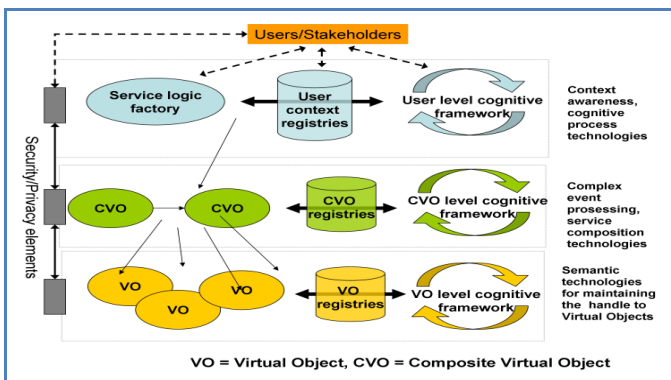 Users/Stakeholders
Service logic
factory
User
context
registries
User level cognitive
framework
Context
awareness,
cognitive
process
technologies
Security/Privacy elements
CVO
CVO
CVO
registries
CVO level cognitive
framework
Complex
event
prosessing,
service
composition
technologies
VO
VO
VO
VO
registries
VO level cognitive
framework
Semantic
technologies
for maintaining
the handle to
Virtual Objects
VO = Virtual Object, CVO = Composite Virtual Object